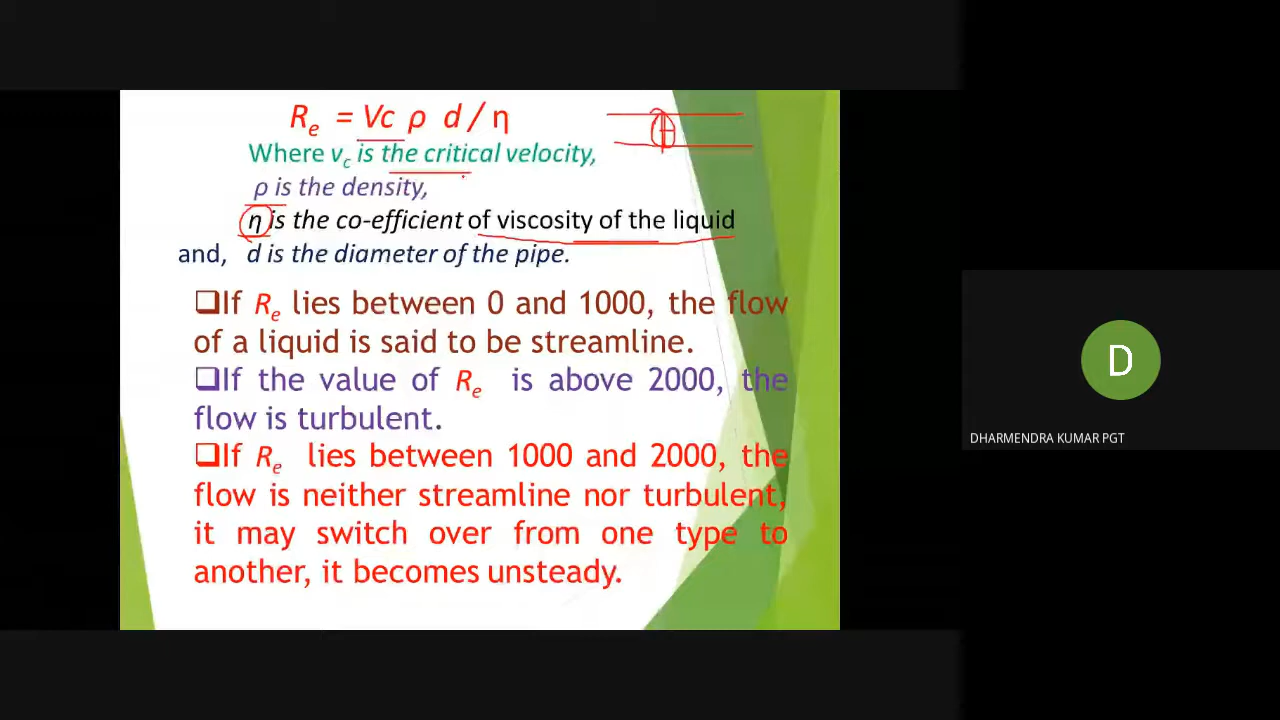 Re = Vc ρ d / η
Where vc is the critical velocity,
ρ is the density,
η is the co-efficient of viscosity of the liquid
and, d is the diameter of the pipe.
❑If Re lies between 0 and 1000, the flow
of a liquid is said to be streamline.
❑If the value of Re is above 2000, the
flow is turbulent.
❑If Re lies between 1000 and 2000, the
flow is neither streamline nor turbulent,
it may switch over from one type to
another, it becomes unsteady.
D
DHARMENDRA KUMAR PGT